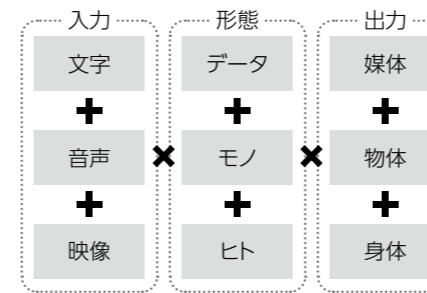 入力 形態 出力
文字 データ 媒体
+ + +
音声 × モノ × 物体
+ + +
映像 ヒト 身体